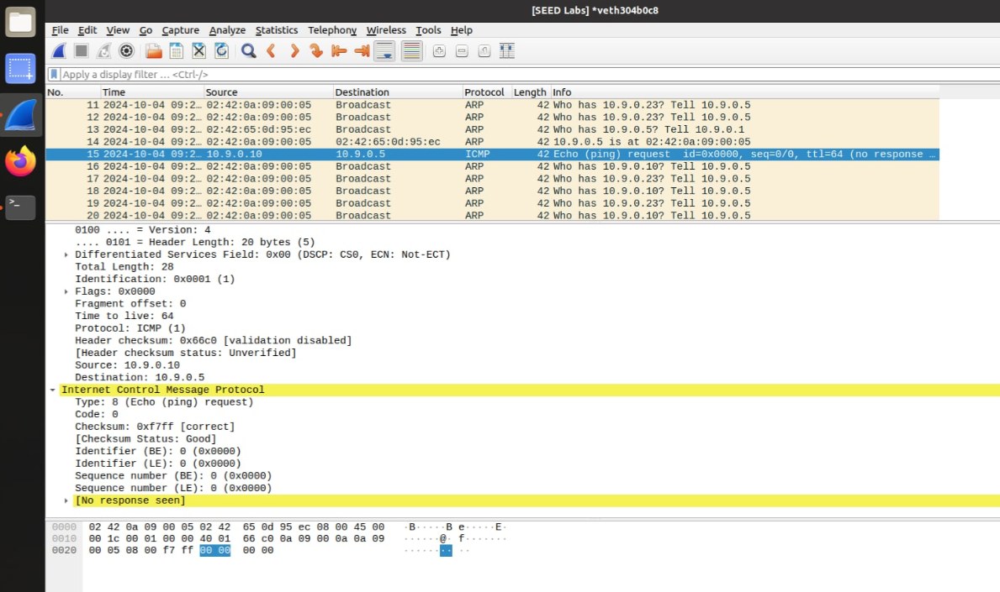 [SEED Labs] *veth304b0c8
File Edit View Go Capture Analyze Statistics Telephony Wireless Tools Help
Apply a display filter ... <Ctrl-/>
No. Time Source Destination Protocol Length Info
11 2024-10-04 09:2… 02:42:0a:09:00:05 Broadcast ARP 42 Who has 10.9.0.23? Tell 10.9.0.5
12 2024-10-04 09:2… 02:42:0a:09:00:05 Broadcast ARP 42 Who has 10.9.0.23? Tell 10.9.0.5
13 2024-10-04 09:2… 02:42:65:0d:95:ec Broadcast ARP 42 Who has 10.9.0.5? Tell 10.9.0.1
14 2024-10-04 09:2… 02:42:0a:09:00:05 02:42:65:0d:95:ec ARP 42 10.9.0.5 is at 02:42:0a:09:00:05
15 2024-10-04 09:2… 10.9.0.10 10.9.0.5 ICMP 42 Echo (ping) request id=0x0000, seq=0/0, ttl=64 (no response …
16 2024-10-04 09:2… 02:42:0a:09:00:05 Broadcast ARP 42 Who has 10.9.0.10? Tell 10.9.0.5
17 2024-10-04 09:2… 02:42:0a:09:00:05 Broadcast ARP 42 Who has 10.9.0.23? Tell 10.9.0.5
18 2024-10-04 09:2… 02:42:0a:09:00:05 Broadcast ARP 42 Who has 10.9.0.10? Tell 10.9.0.5
19 2024-10-04 09:2… 02:42:0a:09:00:05 Broadcast ARP 42 Who has 10.9.0.23? Tell 10.9.0.5
20 2024-10-04 09:2… 02:42:0a:09:00:05 Broadcast ARP 42 Who has 10.9.0.10? Tell 10.9.0.5
0100 .... = Version: 4
.... 0101 = Header Length: 20 bytes (5)
Differentiated Services Field: 0x00 (DSCP: CS0, ECN: Not-ECT)
Total Length: 28
Identification: 0x0001 (1)
Flags: 0x0000
Fragment offset: 0
Time to live: 64
Protocol: ICMP (1)
Header checksum: 0x66c0 [validation disabled]
[Header checksum status: Unverified]
Source: 10.9.0.10
Destination: 10.9.0.5
Internet Control Message Protocol
Type: 8 (Echo (ping) request)
Code: 0
Checksum: 0xf7ff [correct]
[Checksum Status: Good]
Identifier (BE): 0 (0x0000)
Identifier (LE): 0 (0x0000)
Sequence number (BE): 0 (0x0000)
Sequence number (LE): 0 (0x0000)
[No response seen]
0000 02 42 0a 09 00 05 02 42 65 0d 95 ec 08 00 45 00 ·B·····B e·····E·
0010 00 1c 00 01 00 00 40 01 66 c0 0a 09 00 0a 0a 09 ······@· f·······
0020 00 05 08 00 f7 ff 00 00 00 00 ········ ··